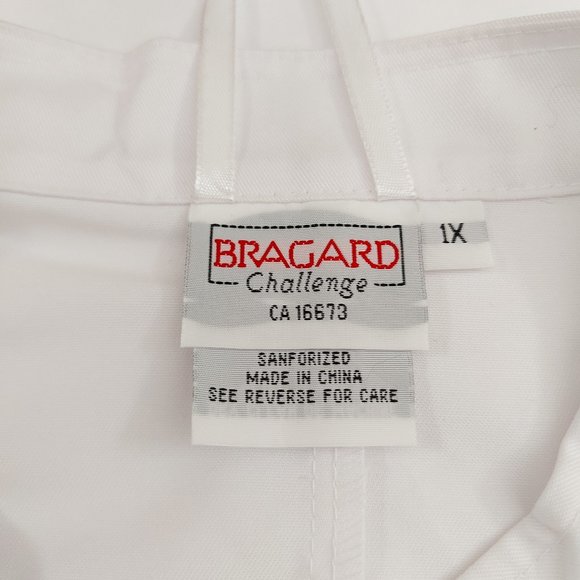 BRAGARD
Challenge
CA 16673
1X
SANFORIZED
MADE IN CHINA
SEE REVERSE FOR CARE